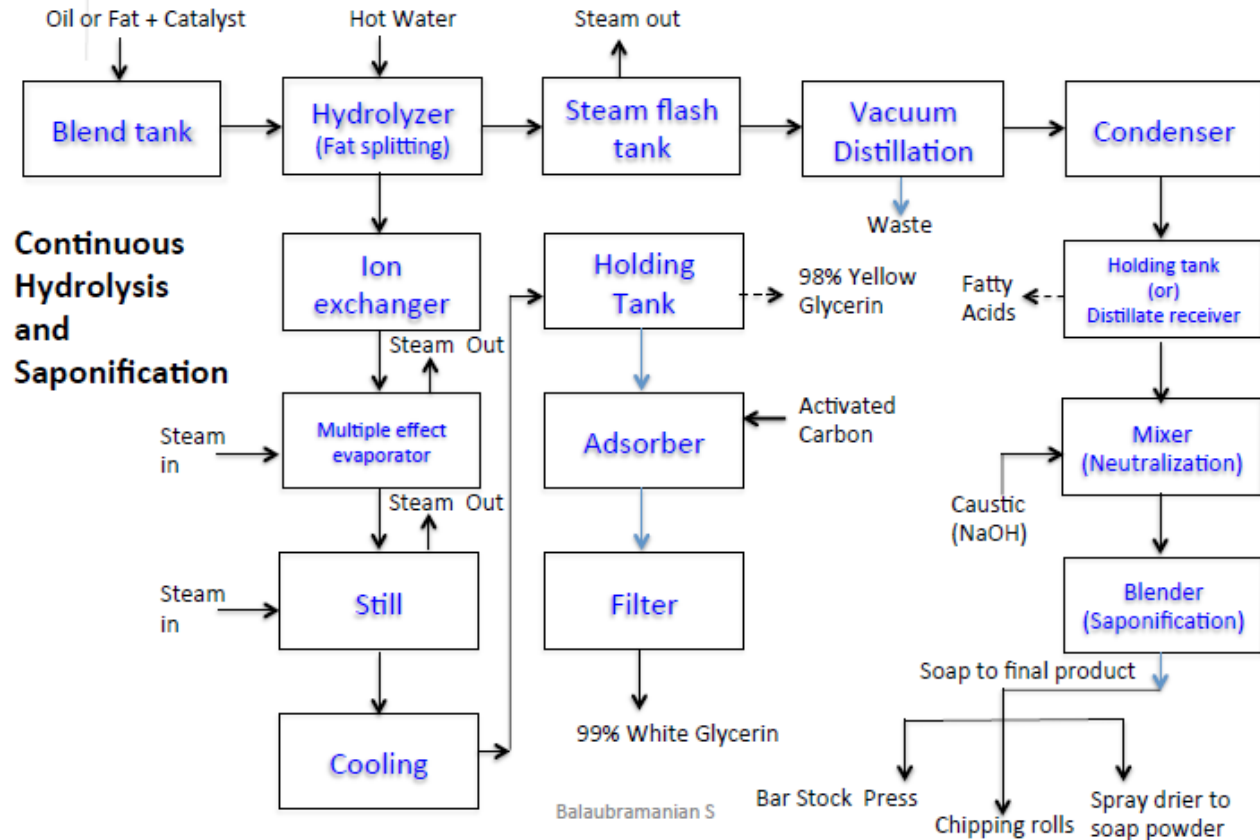 Oil or Fat + Catalyst
Hot Water
Steam out
Blend tank
Hydrolyzer
(Fat splitting)
Steam flash
tank
Vacuum
Distillation
Condenser
Waste
Continuous
Hydrolysis
and
Saponification
Ion
exchanger
Holding
Tank
98% Yellow
Glycerin
Fatty
Acids
Holding tank
(or)
Distillate receiver
Steam Out
Steam
in
Multiple effect
evaporator
Adsorber
Activated
Carbon
Mixer
(Neutralization)
Caustic
(NaOH)
Steam Out
Steam
in
Still
Filter
Blender
(Saponification)
Soap to final product
Cooling
99% White Glycerin
Bar Stock Press
Chipping rolls
Spray drier to
soap powder
Balaubramanian S